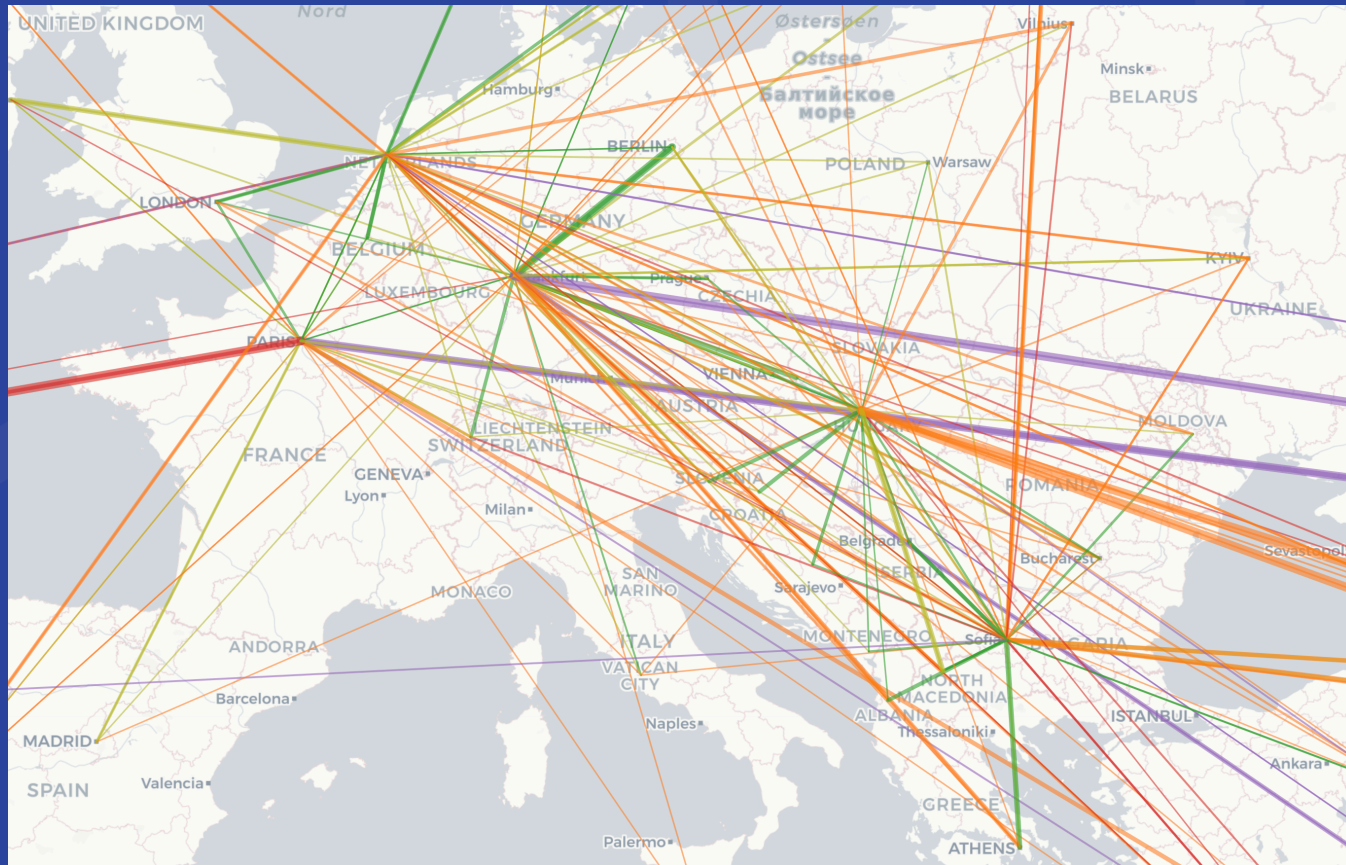 UNITED KINGDOM
Nord
Østersøen
-
Ostsee
-
Балтийское
море
Vilnius
Minsk
BELARUS
Hamburg
BERLIN
NETHERLANDS
POLAND
Warsaw
LONDON
GERMANY
BELGIUM
KYIV
Frankfurt
Prague
LUXEMBOURG
CZECHIA
UKRAINE
PARIS
SLOVAKIA
Munich
VIENNA
AUSTRIA
HUNGARY
MOLDOVA
LIECHTENSTEIN
SWITZERLAND
FRANCE
GENEVA
SLOVENIA
ROMANIA
Lyon
Milan
CROATIA
Belgrade
Bucharest
Sevastopol
SAN
MARINO
SERBIA
Sarajevo
MONACO
ANDORRA
ITALY
MONTENEGRO
Sofia
BULGARIA
VATICAN
CITY
NORTH
MACEDONIA
Barcelona
ALBANIA
ISTANBUL
Naples
Thessaloniki
MADRID
Ankara
SPAIN
Valencia
GREECE
Palermo
ATHENS